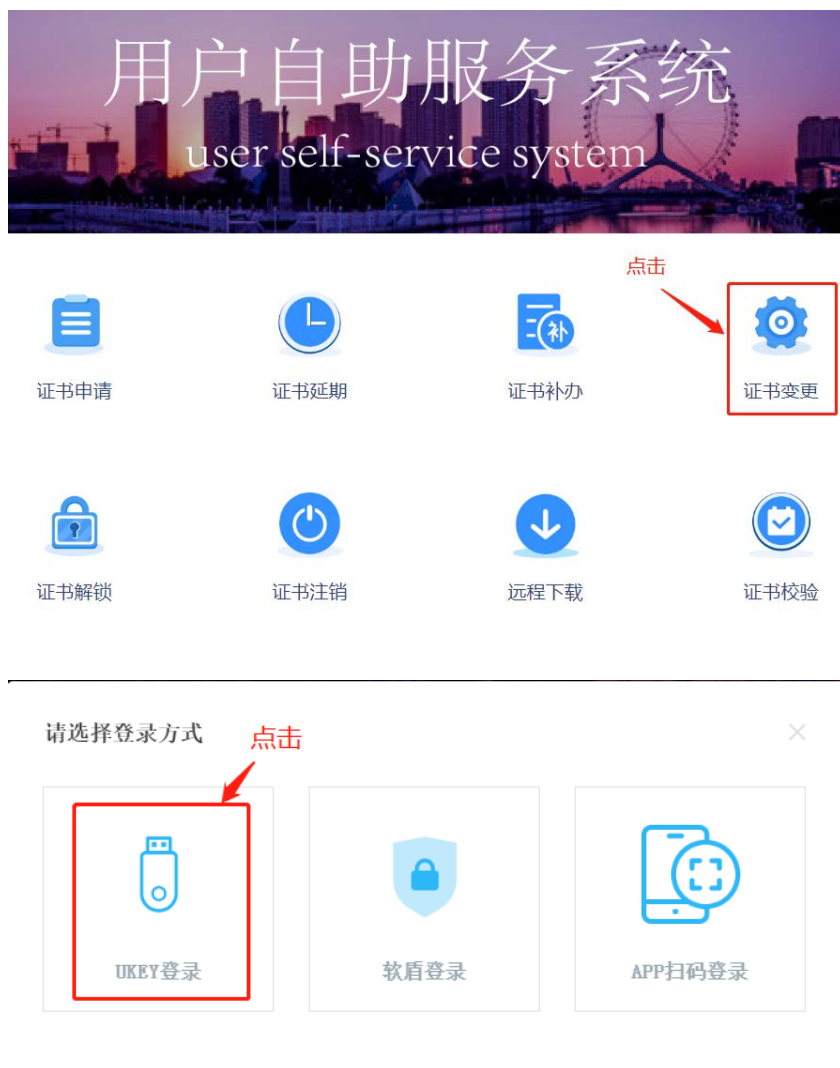 用户自助服务系统
user self-service system
点击
证书申请
证书延期
补
证书补办
证书变更
证书解锁
证书注销
远程下载
证书校验
请选择登录方式
点击
UKEY登录
软盾登录
APP扫码登录